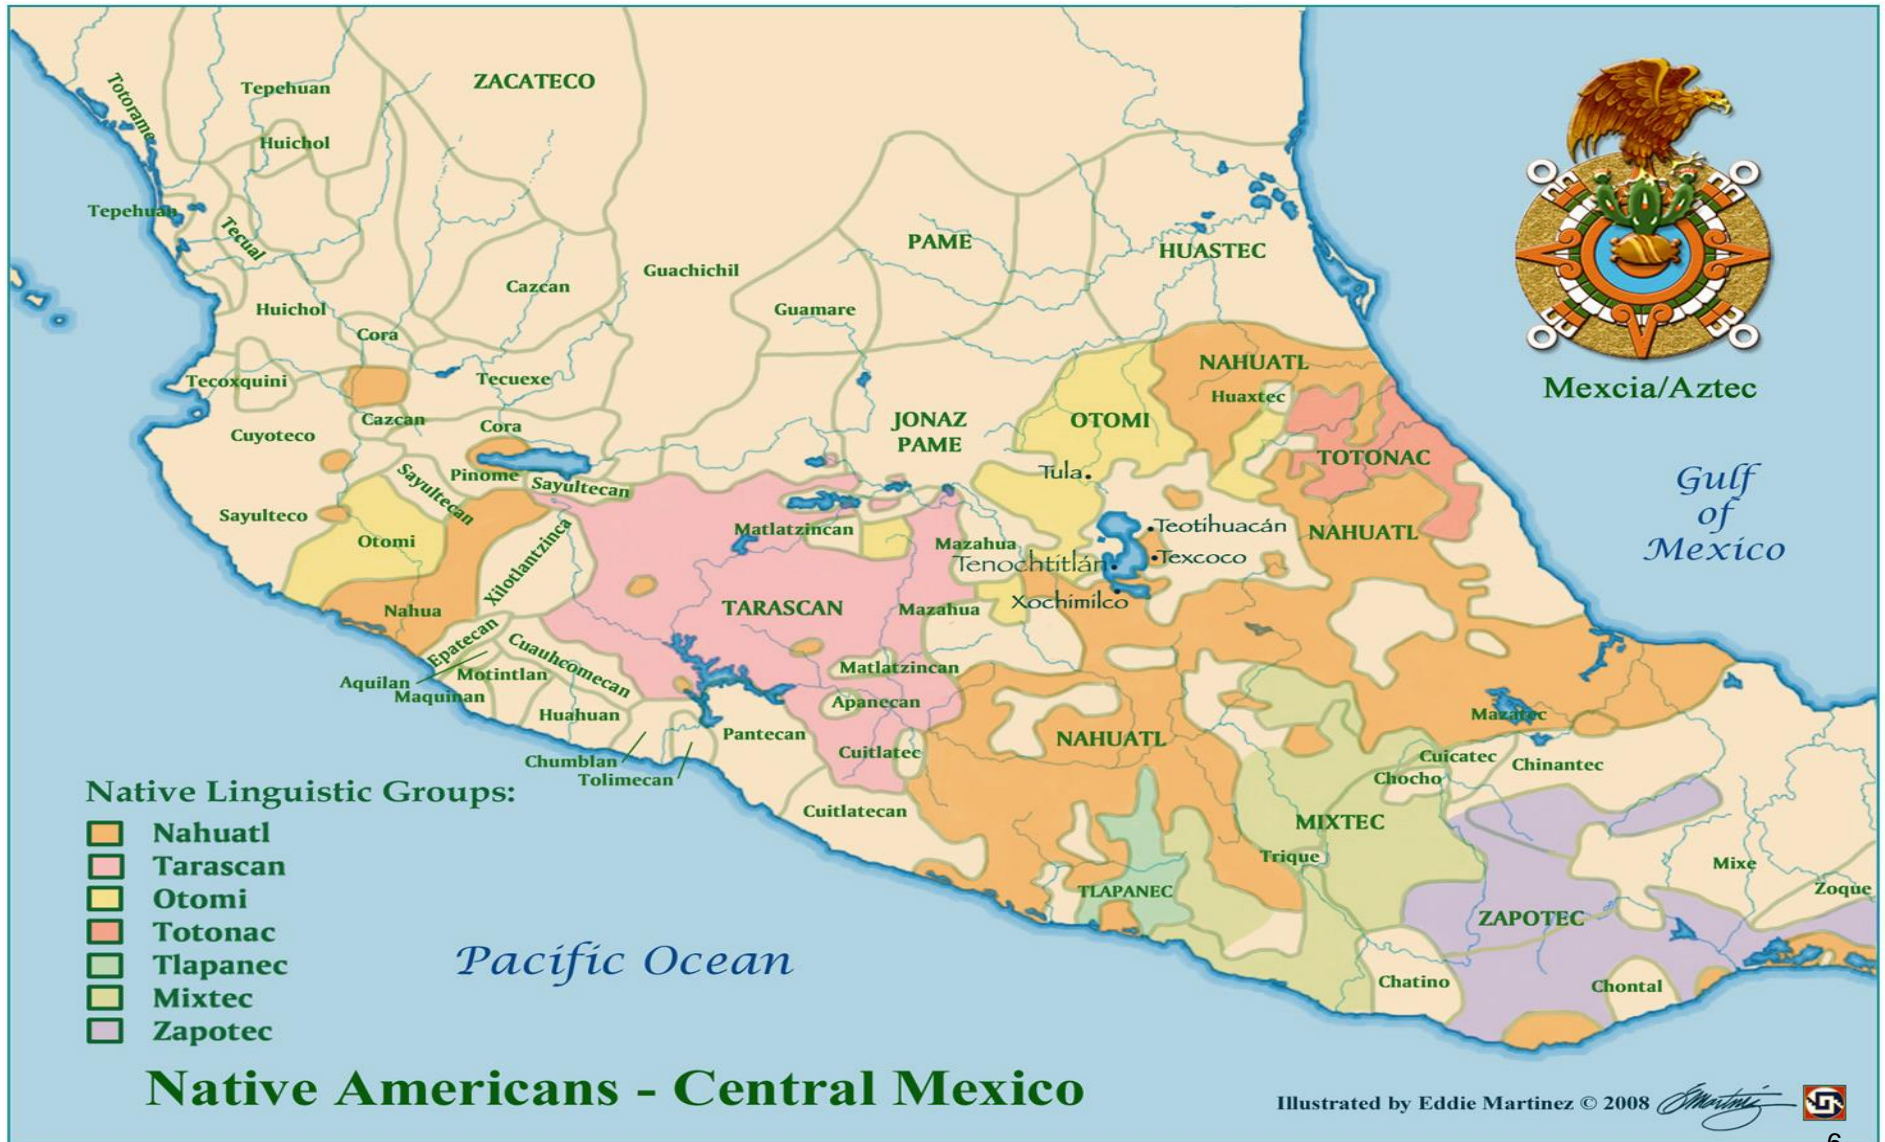 Totorame
Tepehuan
ZACATECO
Huichol
Tepehuan
Tecual
PAME
HUASTEC
Guachichil
Cazcan
Huichol
Guamare
Cora
NAHUATL
Tecoxquini
Tecuexe
Huaxtec
Mexcia/Aztec
Cazcan
Cora
JONAZ
PAME
OTOMI
Cuyoteco
TOTONAC
Sayultecan
Pinome
Sayultecan
Tula
Gulf
of
Mexico
Sayulteco
Matlatzincan
Teotihuacán
NAHUATL
Otomi
Mazahua
Tenochtitlán
Texcoco
Xilotlantzinca
Nahua
TARASCAN
Mazahua
Xochimilco
Epatecan
Cuauhcomecan
Matlatzincan
Aquilan
Motintlan
Maquinan
Apanecan
Huahuan
Mazatec
Pantecan
NAHUATL
Cuitlatec
Cuicatec
Chinantec
Chumblan
Tolimecan
Chocho
Cuitlatecan
MIXTEC
Trique
Mixe
TLAPANEC
Zoque
ZAPOTEC
Chatino
Chontal
Native Linguistic Groups:
Nahuatl
Tarascan
Otomi
Totonac
Tlapanec
Mixtec
Zapotec
Pacific Ocean
Native Americans - Central Mexico
Illustrated by Eddie Martinez © 2008
EMartinez
6